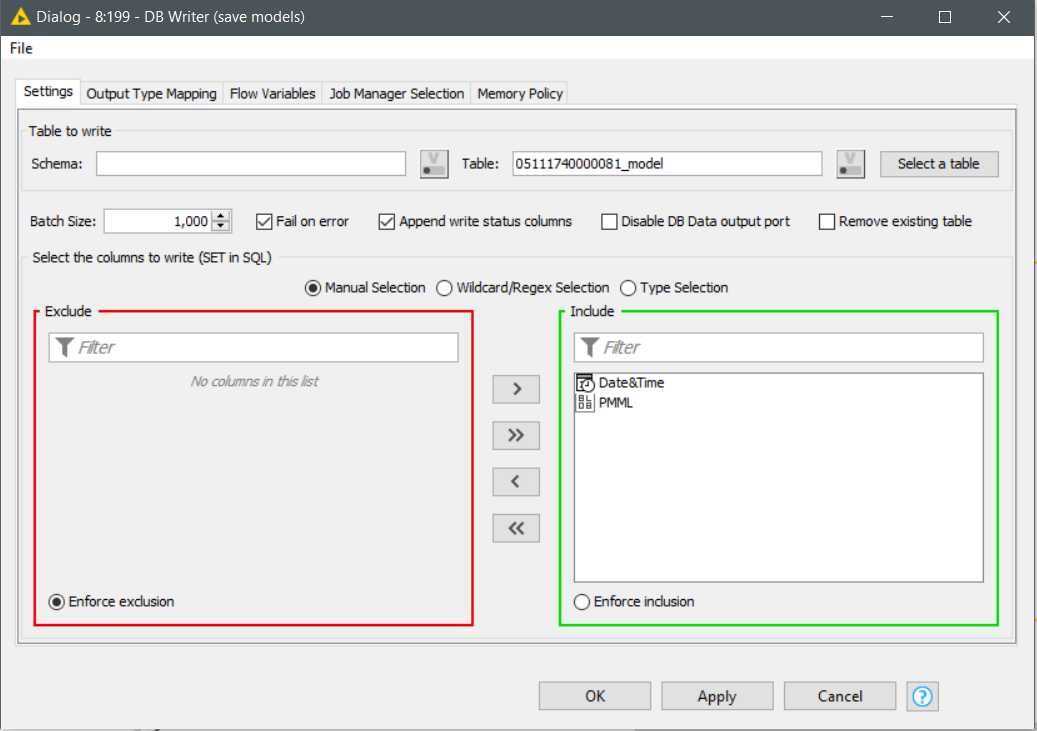 Dialog - 8:199 - DB Writer (save models)
File
Settings Output Type Mapping Flow Variables Job Manager Selection Memory Policy
Table to write
Schema: V Table: 05111740000081_model V Select a table
Batch Size: 1,000 Fail on error Append write status columns Disable DB Data output port Remove existing table
Select the columns to write (SET in SQL)
Manual Selection Wildcard/Regex Selection Type Selection
Exclude
Filter
No columns in this list
Enforce exclusion
>
>>
<
<<
Include
Filter
Date&Time
PMML
Enforce inclusion
OK Apply Cancel ?